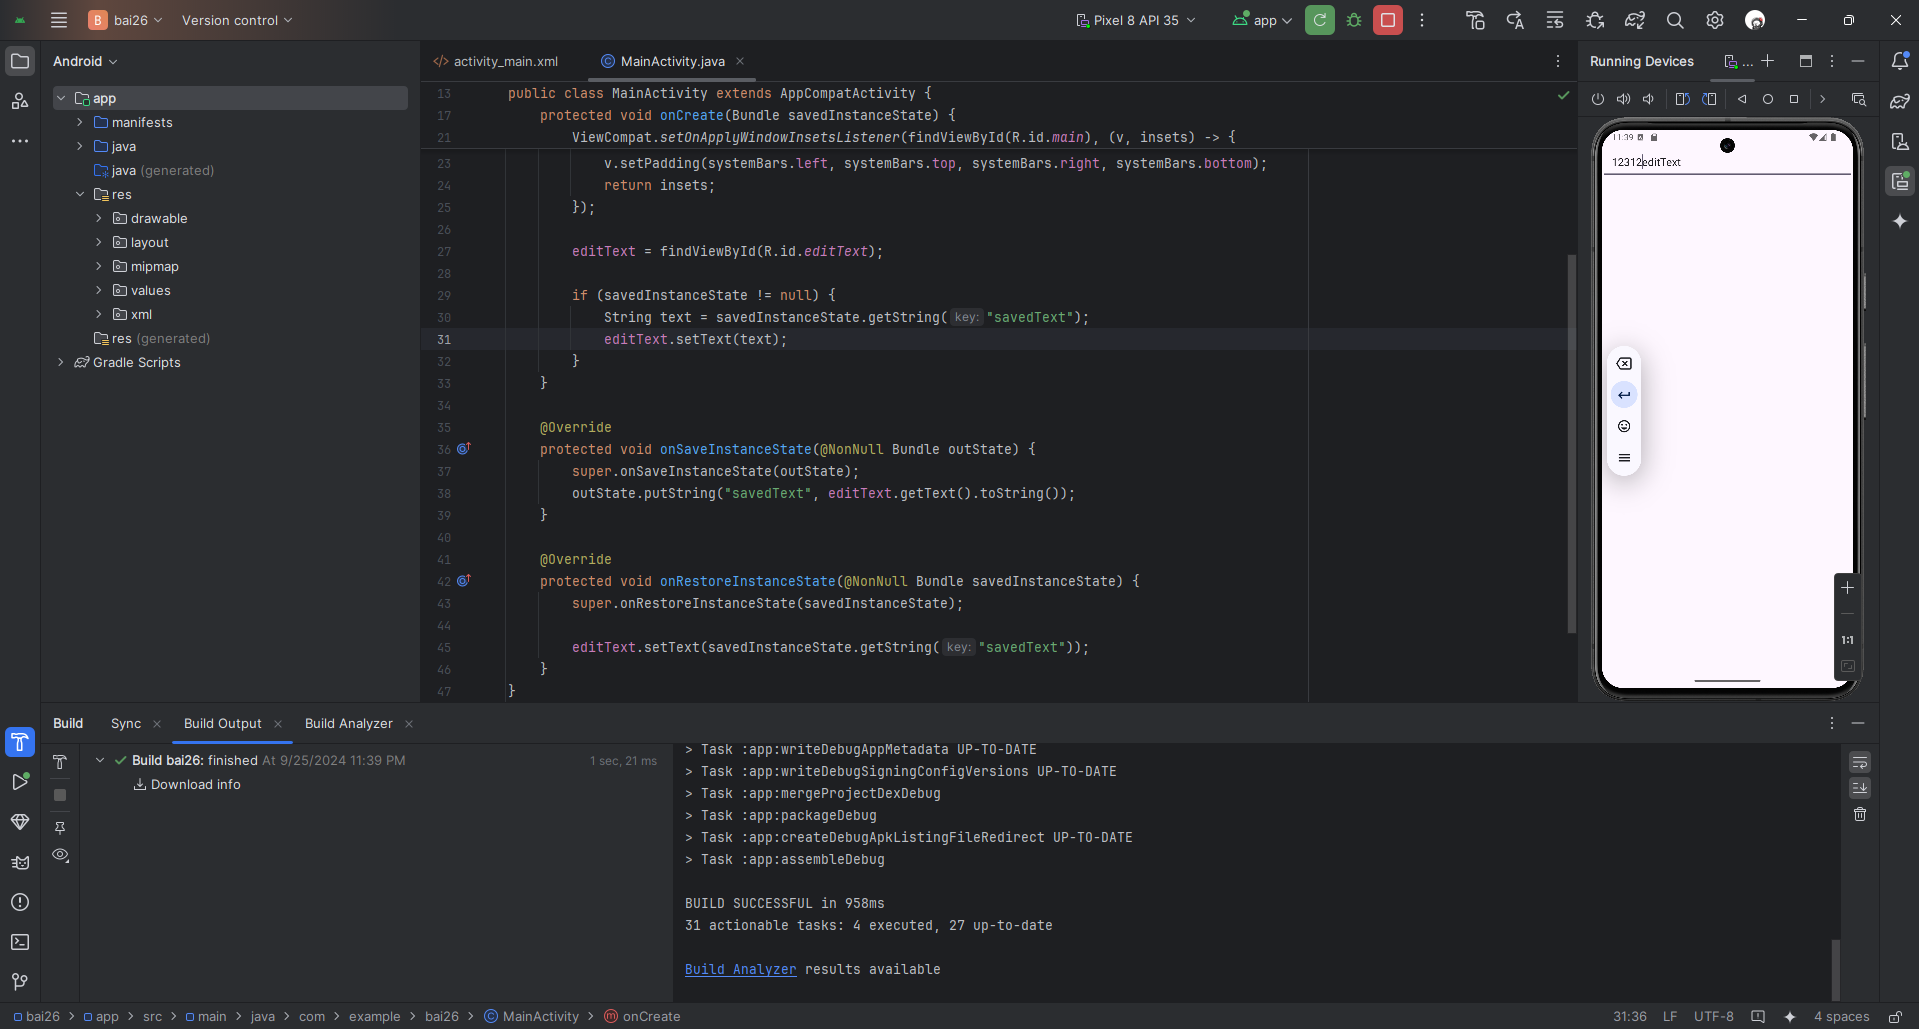 B bai26 Version control Pixel 8 API 35 app
Android
app
manifests
java
java (generated)
res
drawable
layout
mipmap
values
xml
res (generated)
Gradle Scripts
activity_main.xml MainActivity.java
13 public class MainActivity extends AppCompatActivity {
17 protected void onCreate(Bundle savedInstanceState) {
21 ViewCompat.setOnApplyWindowInsetsListener(findViewById(R.id.main), (v, insets) -> {
23 v.setPadding(systemBars.left, systemBars.top, systemBars.right, systemBars.bottom);
24 return insets;
25 });
26
27 editText = findViewById(R.id.editText);
28
29 if (savedInstanceState != null) {
30 String text = savedInstanceState.getString( key: "savedText");
31 editText.setText(text);
32 }
33 }
34
35 @Override
36 protected void onSaveInstanceState(@NonNull Bundle outState) {
37 super.onSaveInstanceState(outState);
38 outState.putString("savedText", editText.getText().toString());
39 }
40
41 @Override
42 protected void onRestoreInstanceState(@NonNull Bundle savedInstanceState) {
43 super.onRestoreInstanceState(savedInstanceState);
44
45 editText.setText(savedInstanceState.getString( key: "savedText"));
46 }
47 }
Running Devices ...
11:39
12312editText
1:1
Build Sync Build Output Build Analyzer
Build bai26: finished At 9/25/2024 11:39 PM 1 sec, 21 ms
Download info
> Task :app:writeDebugAppMetadata UP-TO-DATE
> Task :app:writeDebugSigningConfigVersions UP-TO-DATE
> Task :app:mergeProjectDexDebug
> Task :app:packageDebug
> Task :app:createDebugApkListingFileRedirect UP-TO-DATE
> Task :app:assembleDebug
BUILD SUCCESSFUL in 958ms
31 actionable tasks: 4 executed, 27 up-to-date
Build Analyzer results available
bai26 > app > src > main > java > com > example > bai26 > MainActivity > onCreate
31:36 LF UTF-8 4 spaces